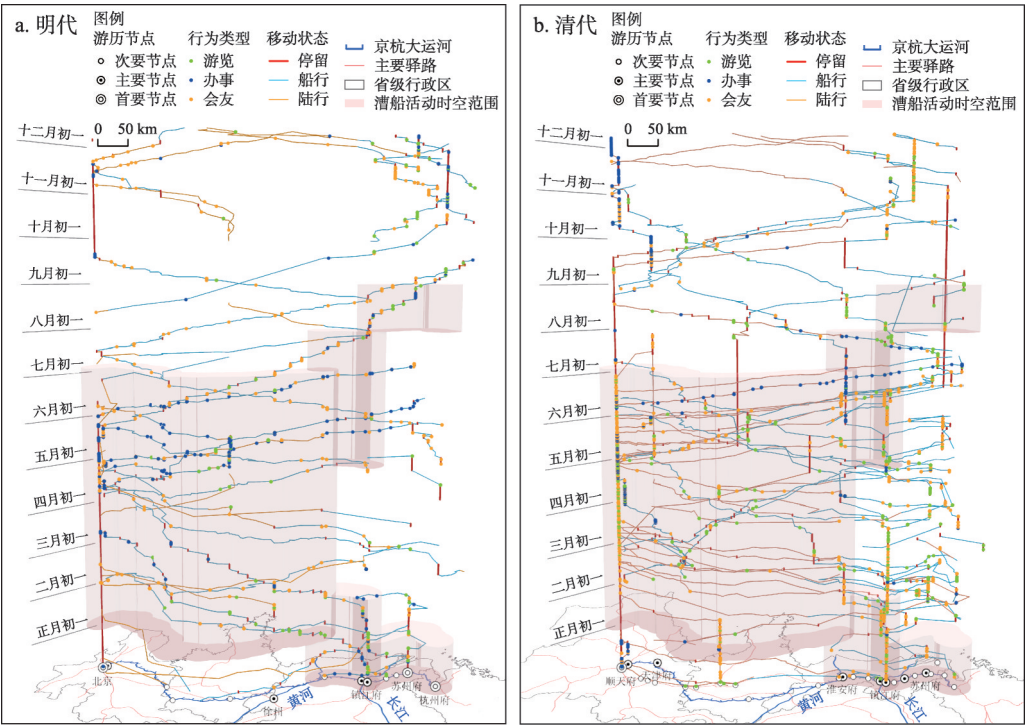 a. 明代
图例
游历节点 行为类型 移动状态 京杭大运河
次要节点 游览 停留 主要驿路
主要节点 办事 船行 省级行政区
首要节点 会友 陆行 漕船活动时空范围
0 50 km
十二月初一
十一月初一
十月初一
九月初一
八月初一
七月初一
六月初一
五月初一
四月初一
三月初一
二月初一
正月初一
北京
徐州
黄河
镇江府
苏州府
杭州府
长江
b. 清代
图例
游历节点 行为类型 移动状态 京杭大运河
次要节点 游览 停留 主要驿路
主要节点 办事 船行 省级行政区
首要节点 会友 陆行 漕船活动时空范围
0 50 km
十二月初一
十一月初一
十月初一
九月初一
八月初一
七月初一
六月初一
五月初一
四月初一
三月初一
二月初一
正月初一
顺天府
天津府
黄河
淮安府
镇江府
苏州府
长江